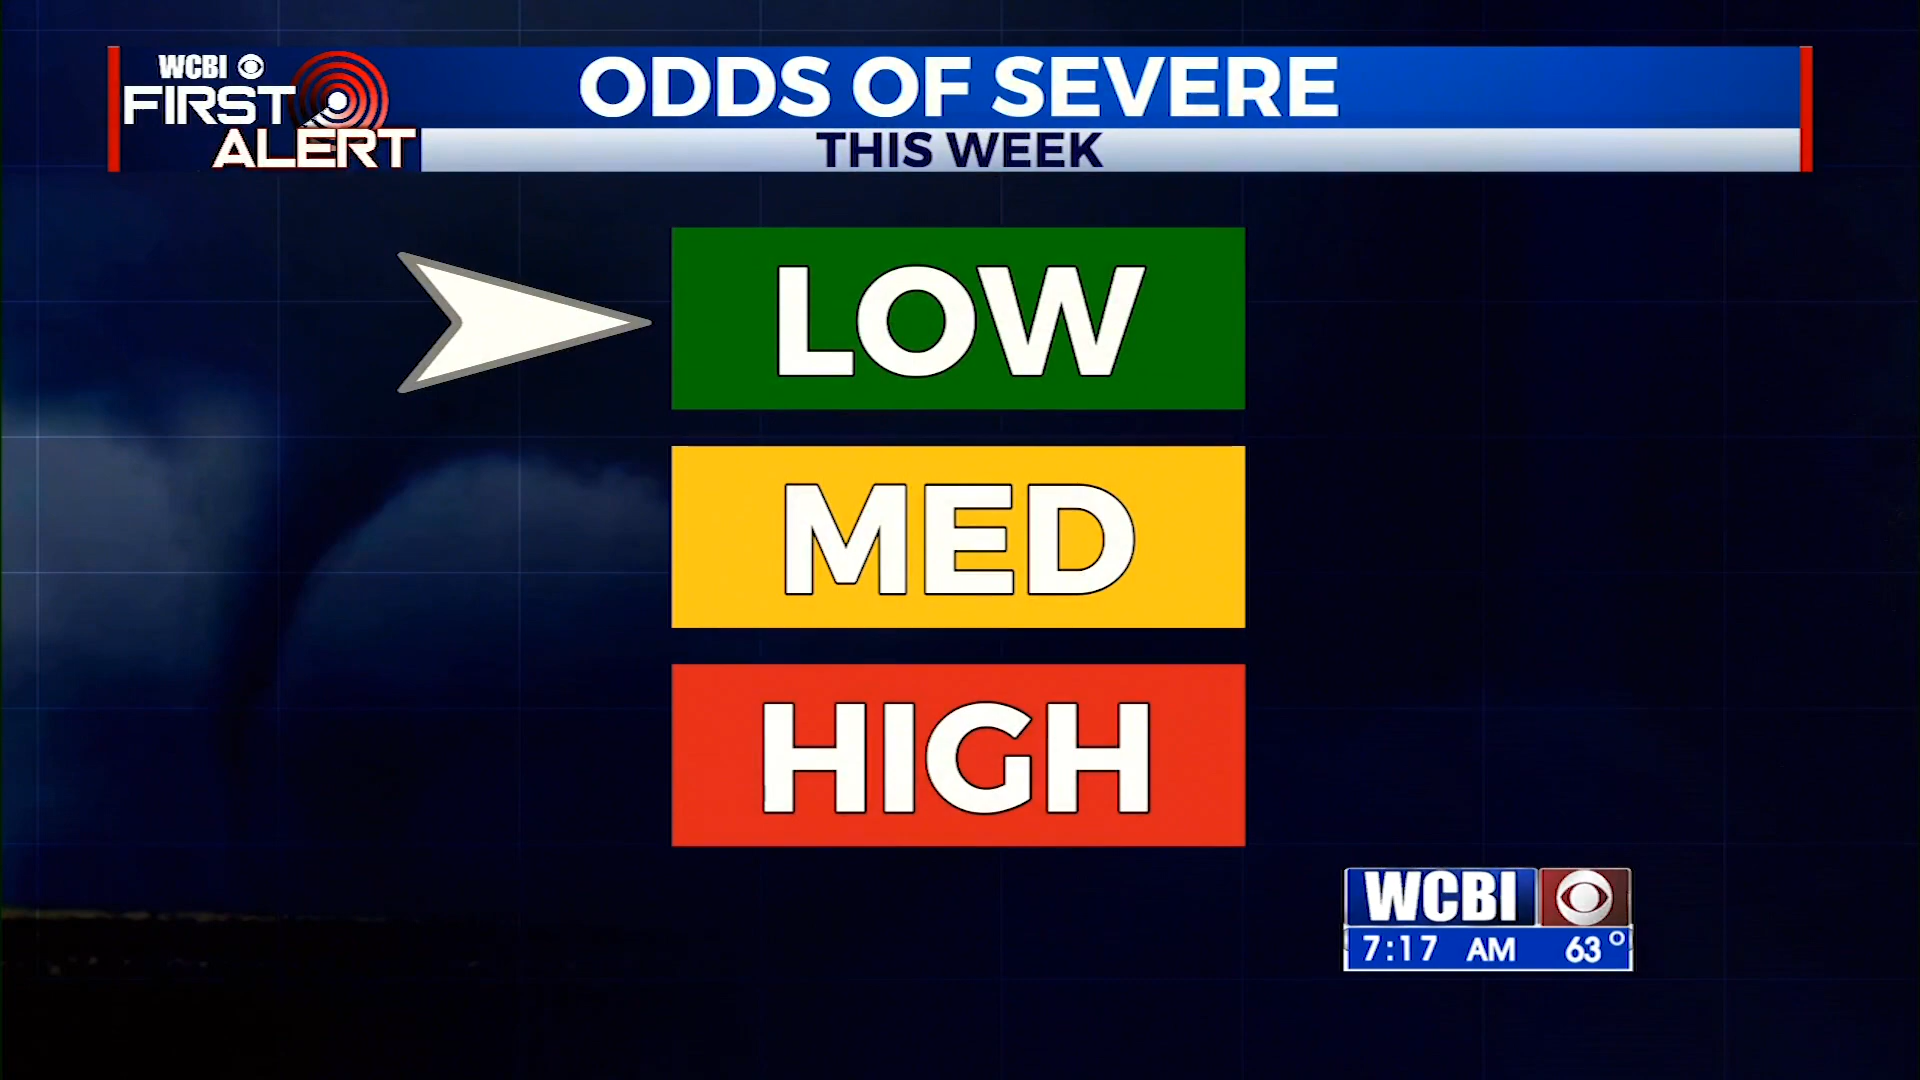 WCBI
FIRST
ALERT
ODDS OF SEVERE
THIS WEEK
LOW
MED
HIGH
WCBI
7:17 AM 63°